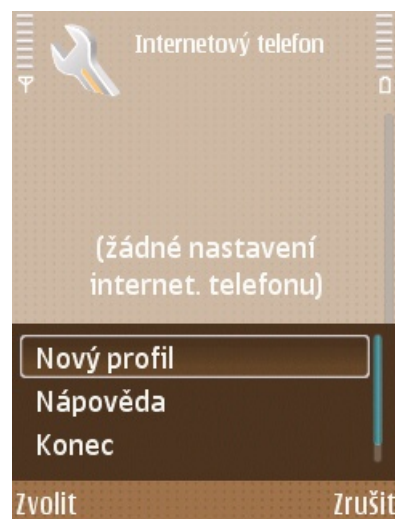 Internetový telefon
(žádné nastavení
internet. telefonu)
Nový profil
Nápověda
Konec
Zvolit Zrušit